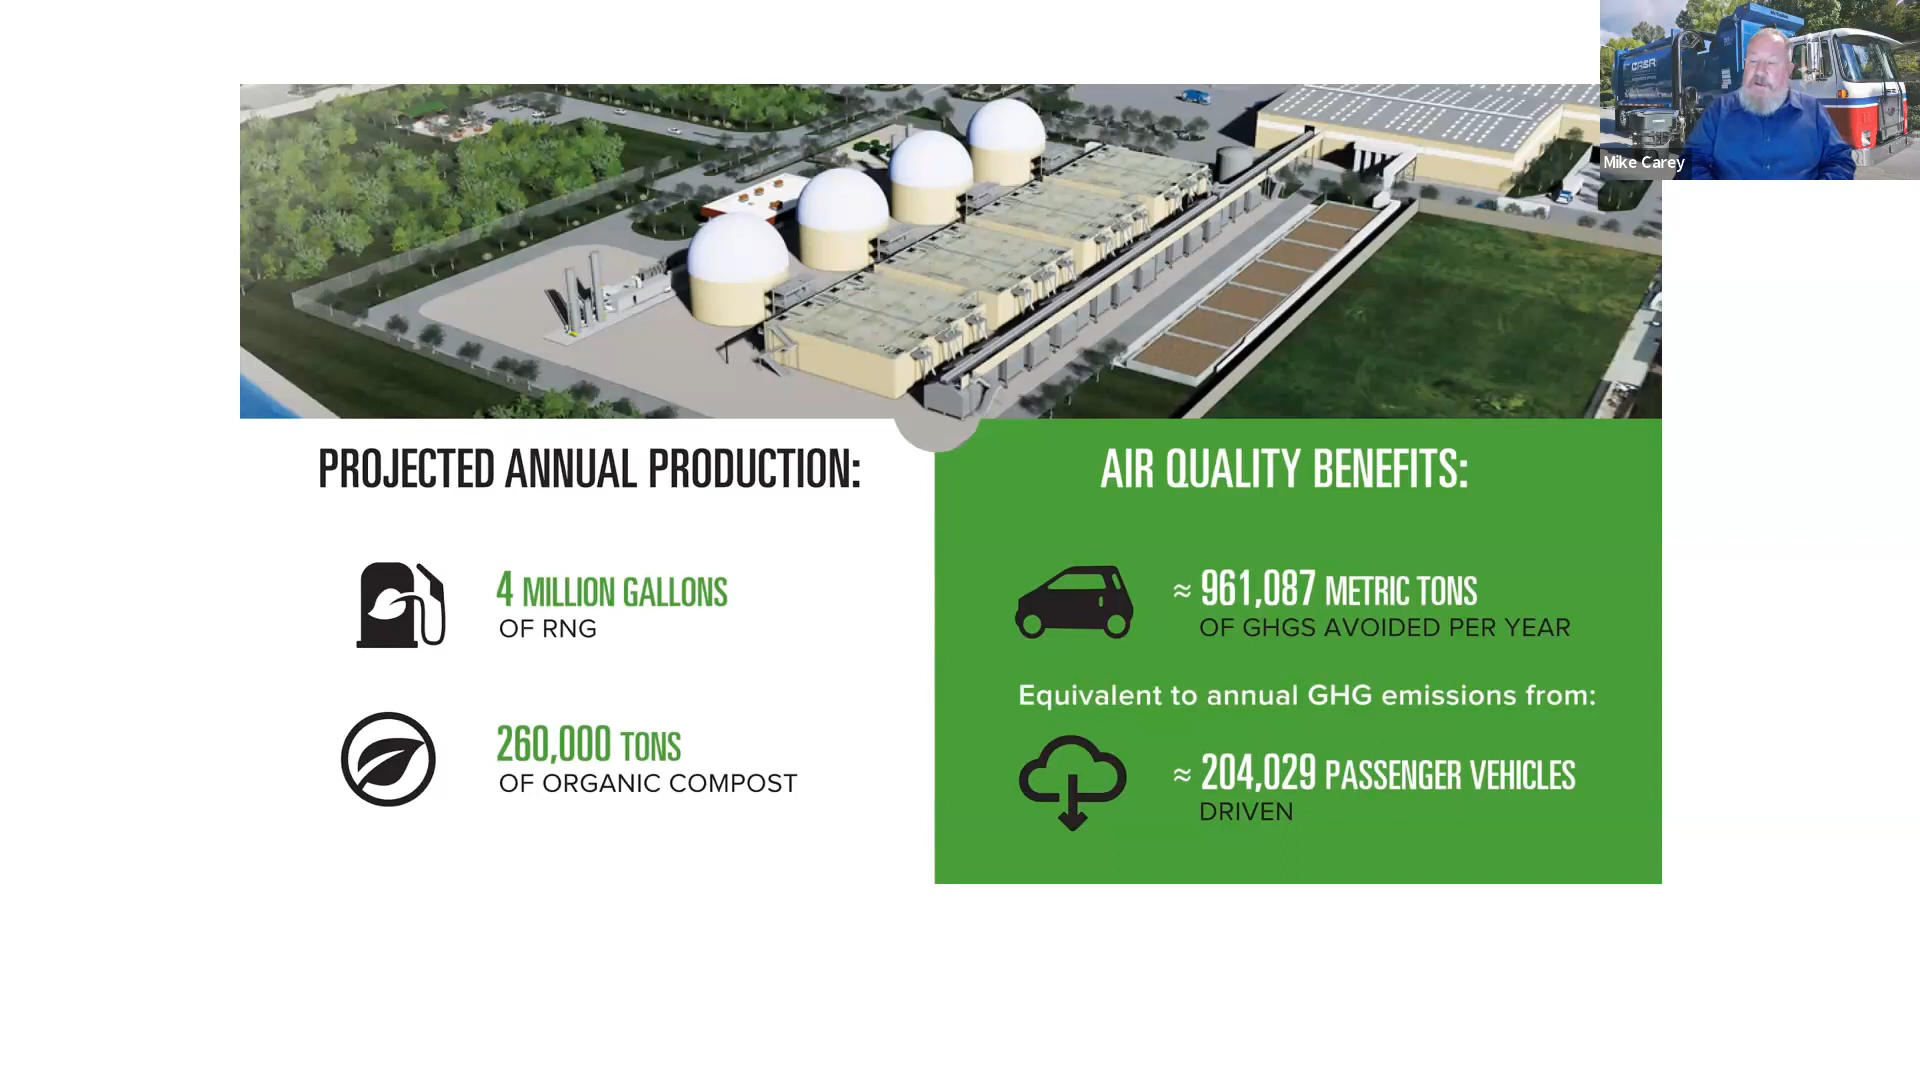 CR&R
Mike Carey
PROJECTED ANNUAL PRODUCTION:
4 MILLION GALLONS
OF RNG
260,000 TONS
OF ORGANIC COMPOST
AIR QUALITY BENEFITS:
≈ 961,087 METRIC TONS
OF GHGS AVOIDED PER YEAR
Equivalent to annual GHG emissions from:
≈ 204,029 PASSENGER VEHICLES
DRIVEN